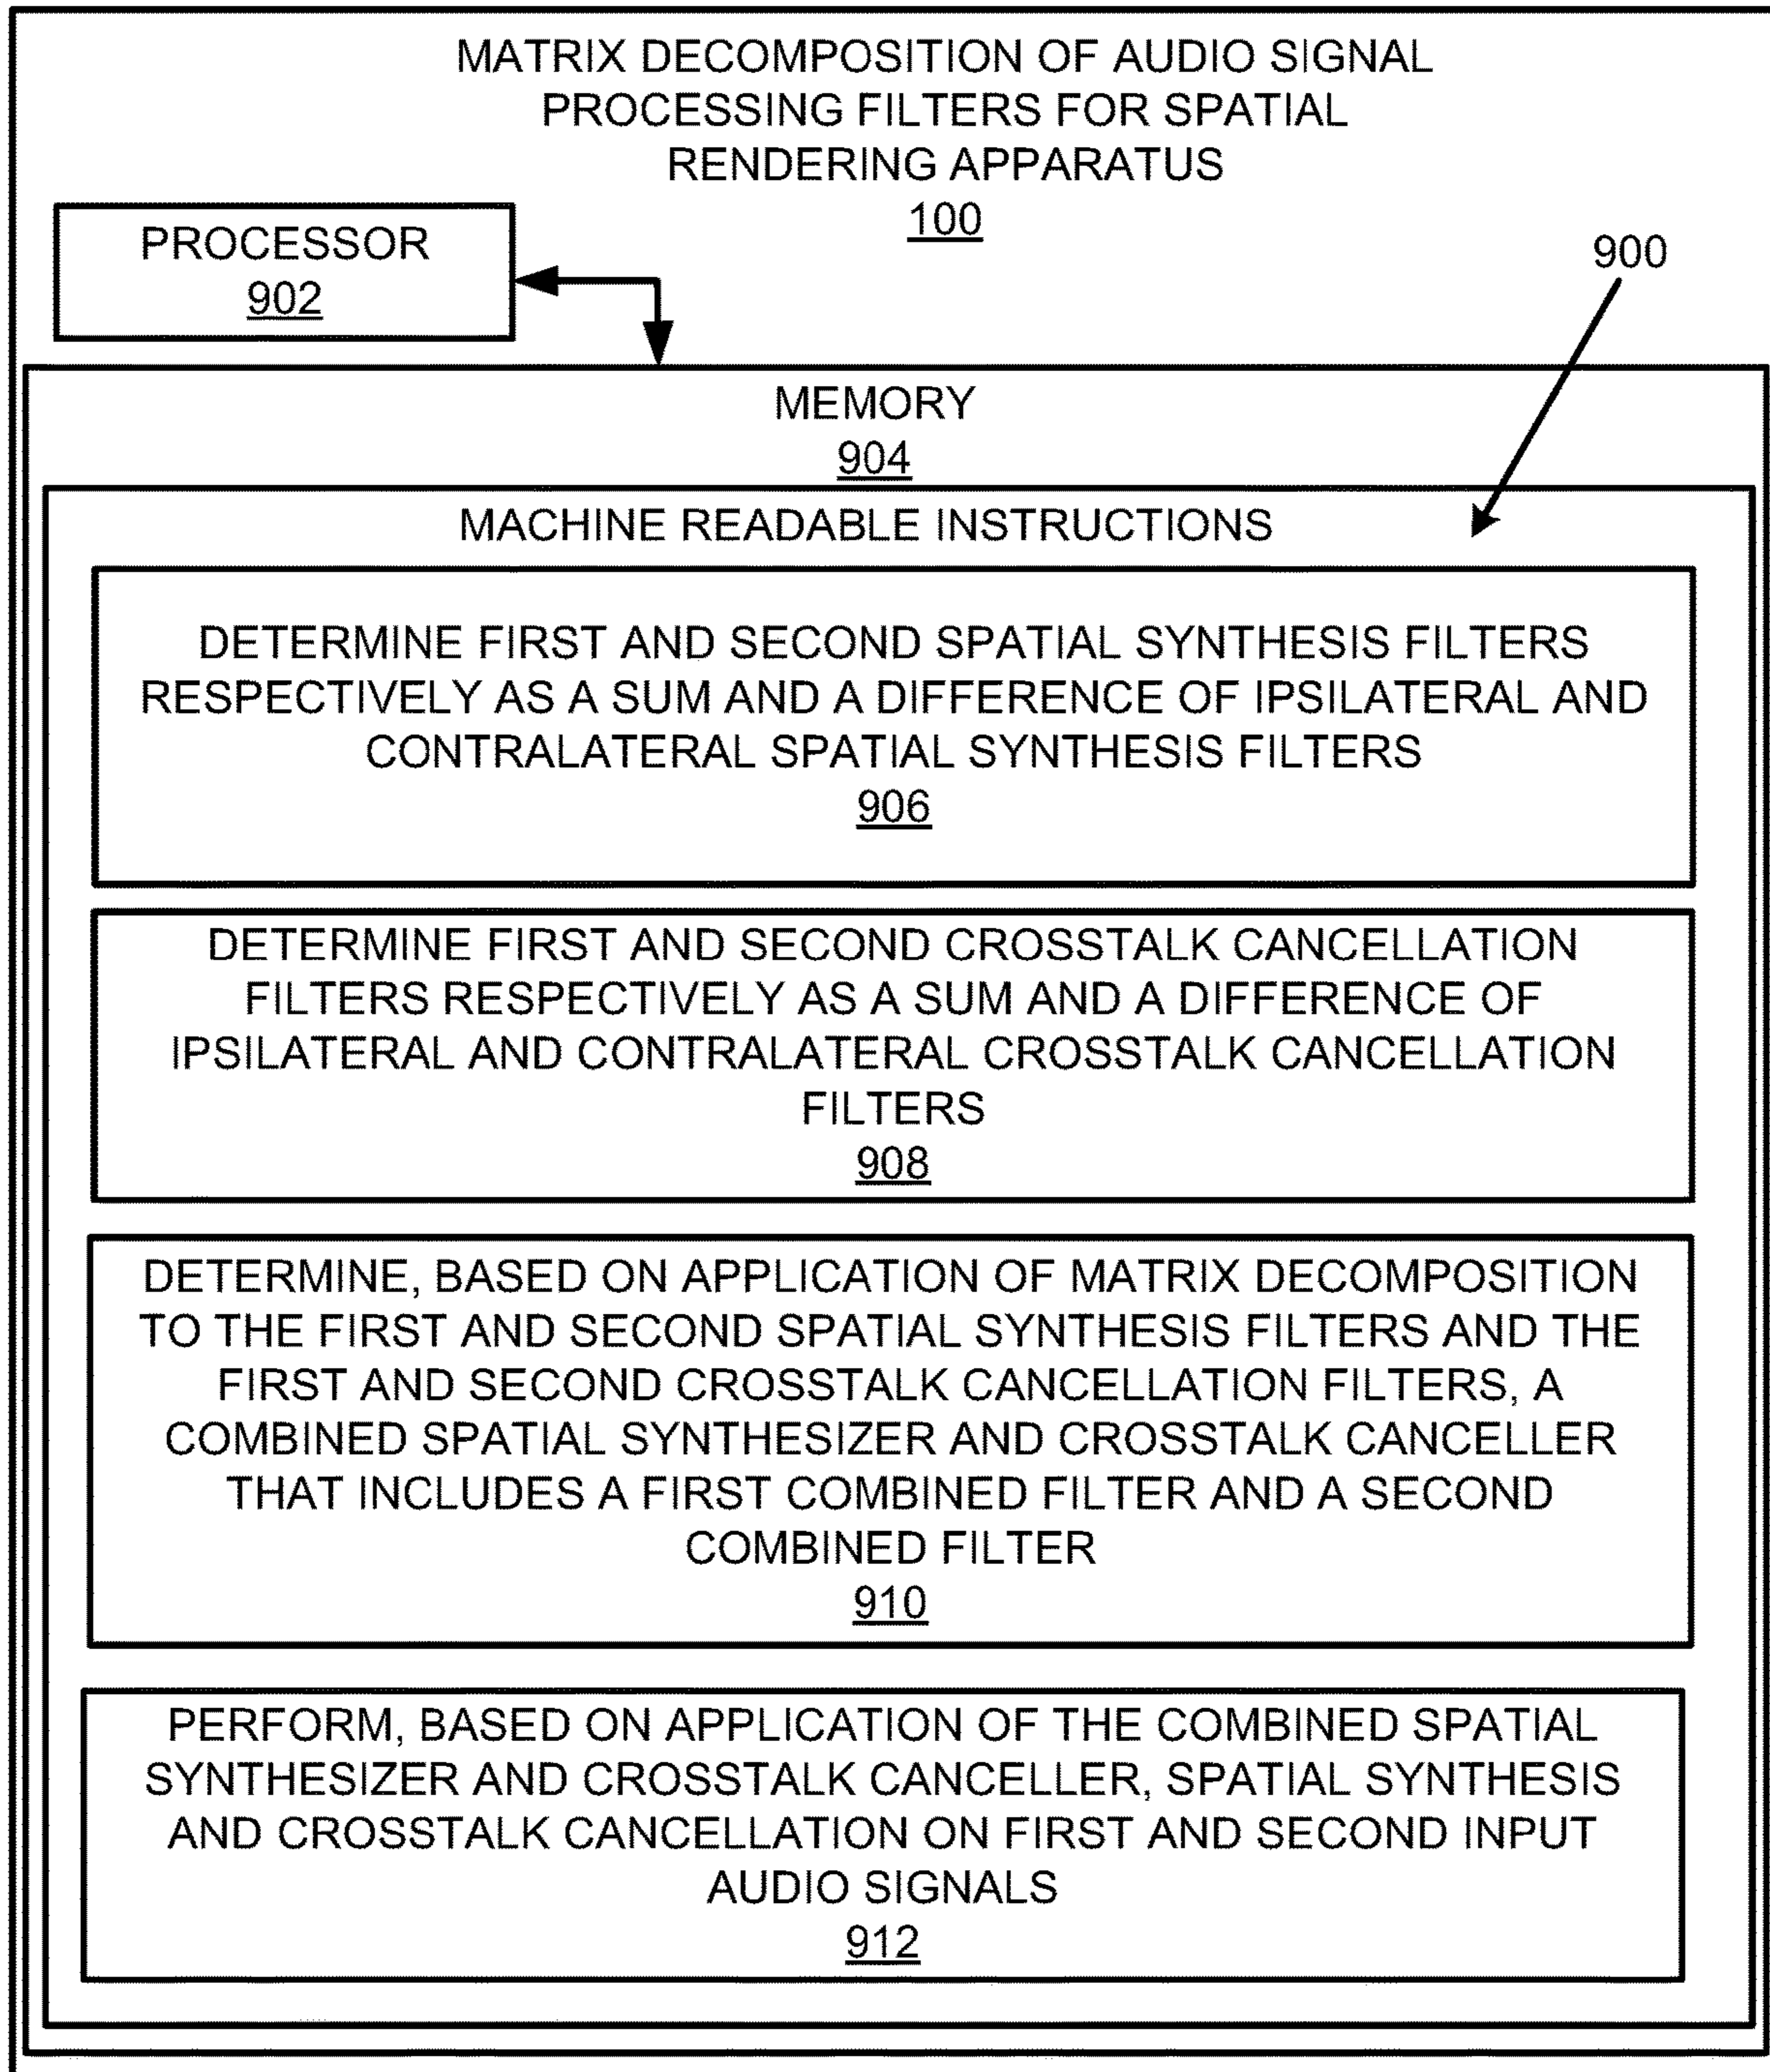 MATRIX DECOMPOSITION OF AUDIO SIGNAL
PROCESSING FILTERS FOR SPATIAL
RENDERING APPARATUS
100
PROCESSOR
902
900
MEMORY
904
MACHINE READABLE INSTRUCTIONS
DETERMINE FIRST AND SECOND SPATIAL SYNTHESIS FILTERS
RESPECTIVELY AS A SUM AND A DIFFERENCE OF IPSILATERAL AND
CONTRALATERAL SPATIAL SYNTHESIS FILTERS
906
DETERMINE FIRST AND SECOND CROSSTALK CANCELLATION
FILTERS RESPECTIVELY AS A SUM AND A DIFFERENCE OF
IPSILATERAL AND CONTRALATERAL CROSSTALK CANCELLATION
FILTERS
908
DETERMINE, BASED ON APPLICATION OF MATRIX DECOMPOSITION
TO THE FIRST AND SECOND SPATIAL SYNTHESIS FILTERS AND THE
FIRST AND SECOND CROSSTALK CANCELLATION FILTERS, A
COMBINED SPATIAL SYNTHESIZER AND CROSSTALK CANCELLER
THAT INCLUDES A FIRST COMBINED FILTER AND A SECOND
COMBINED FILTER
910
PERFORM, BASED ON APPLICATION OF THE COMBINED SPATIAL
SYNTHESIZER AND CROSSTALK CANCELLER, SPATIAL SYNTHESIS
AND CROSSTALK CANCELLATION ON FIRST AND SECOND INPUT
AUDIO SIGNALS
912